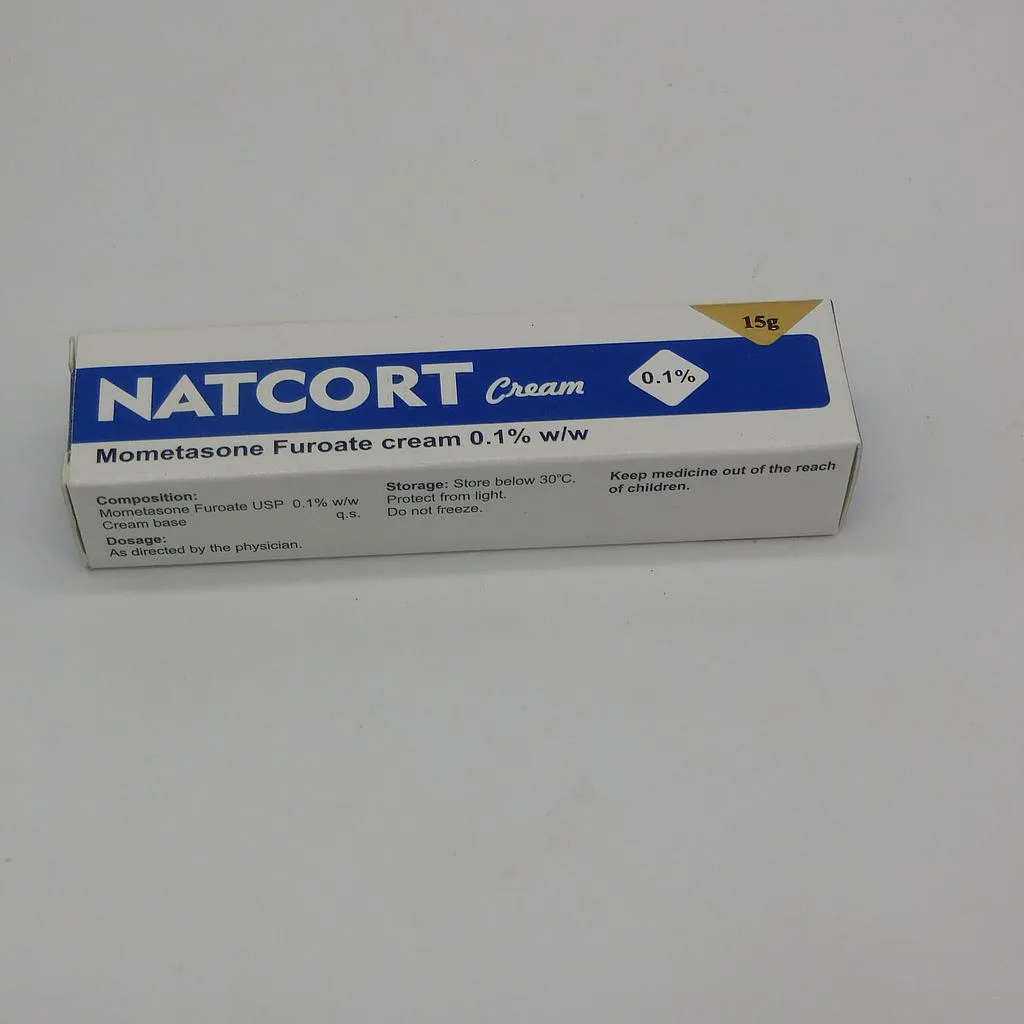 15g
NATCORT Cream 0.1%
Mometasone Furoate cream 0.1% w/w
Composition:
Mometasone Furoate USP 0.1% w/w
Cream base q.s.
Dosage:
As directed by the physician.
Storage: Store below 30°C.
Protect from light.
Do not freeze.
Keep medicine out of the reach
of children.